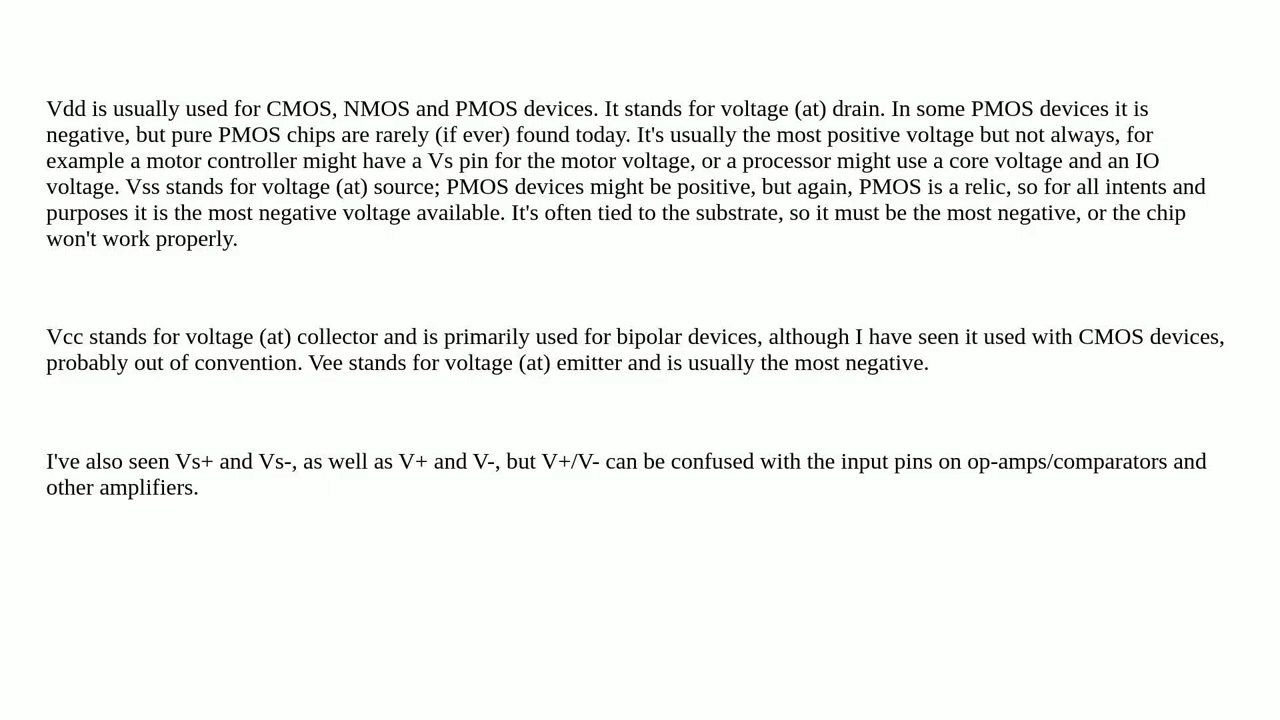 Vdd is usually used for CMOS, NMOS and PMOS devices. It stands for voltage (at) drain. In some PMOS devices it is
negative, but pure PMOS chips are rarely (if ever) found today. It's usually the most positive voltage but not always, for
example a motor controller might have a Vs pin for the motor voltage, or a processor might use a core voltage and an IO
voltage. Vss stands for voltage (at) source; PMOS devices might be positive, but again, PMOS is a relic, so for all intents and
purposes it is the most negative voltage available. It's often tied to the substrate, so it must be the most negative, or the chip
won't work properly.
Vcc stands for voltage (at) collector and is primarily used for bipolar devices, although I have seen it used with CMOS devices,
probably out of convention. Vee stands for voltage (at) emitter and is usually the most negative.
I've also seen Vs+ and Vs-, as well as V+ and V-, but V+/V- can be confused with the input pins on op-amps/comparators and
other amplifiers.